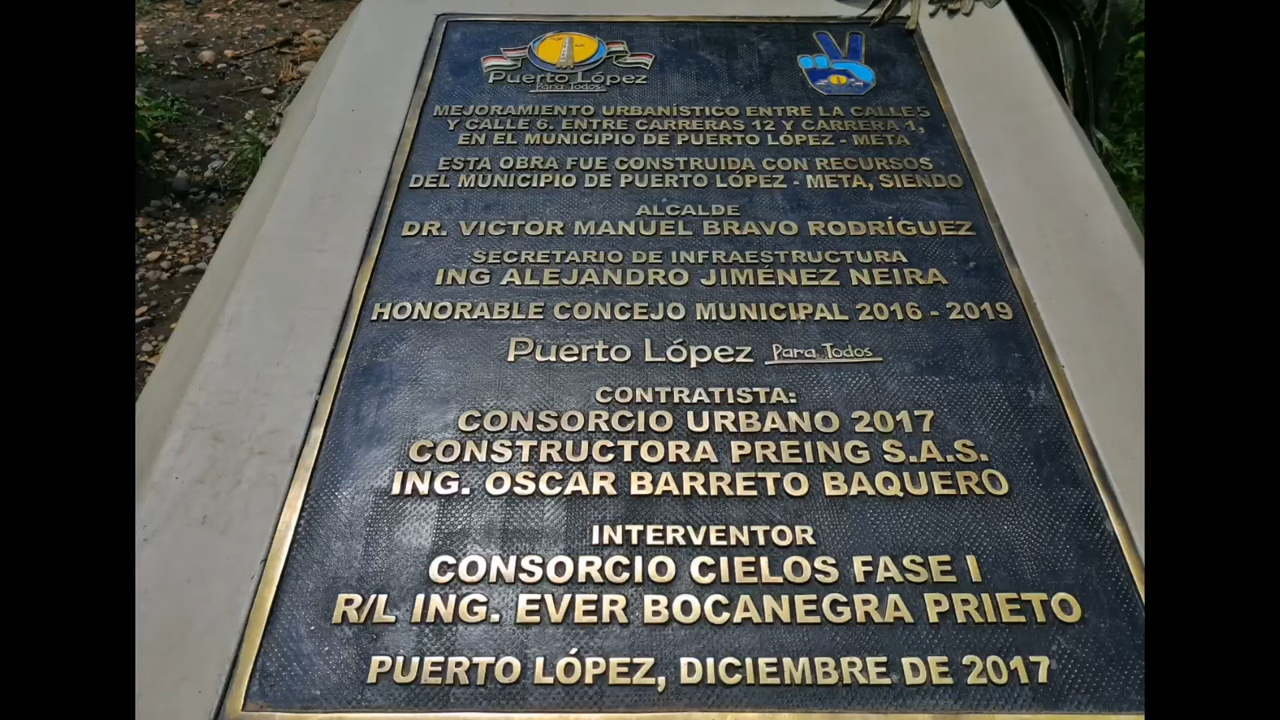 Puerto López
Para Todos
MEJORAMIENTO URBANÍSTICO ENTRE LA CALLE 5
Y CALLE 6. ENTRE CARRERAS 12 Y CARRERA 1,
EN EL MUNICIPIO DE PUERTO LÓPEZ - META
ESTA OBRA FUE CONSTRUIDA CON RECURSOS
DEL MUNICIPIO DE PUERTO LÓPEZ - META, SIENDO
ALCALDE
DR. VICTOR MANUEL BRAVO RODRÍGUEZ
SECRETARIO DE INFRAESTRUCTURA
ING ALEJANDRO JIMÉNEZ NEIRA
HONORABLE CONCEJO MUNICIPAL 2016 - 2019
Puerto López Para Todos
CONTRATISTA:
CONSORCIO URBANO 2017
CONSTRUCTORA PREING S.A.S.
ING. OSCAR BARRETO BAQUERO
INTERVENTOR
CONSORCIO CIELOS FASE I
R/L ING. EVER BOCANEGRA PRIETO
PUERTO LÓPEZ, DICIEMBRE DE 2017